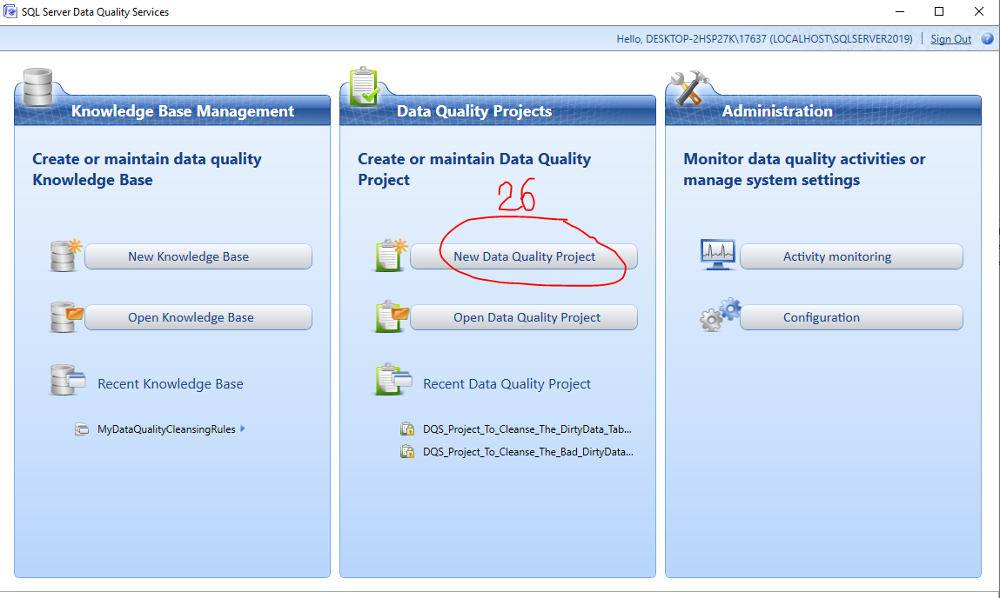 SQL Server Data Quality Services
Hello, DESKTOP-2HSP27K\17637 (LOCALHOST\SQLSERVER2019) | Sign Out ?
Knowledge Base Management
Create or maintain data quality
Knowledge Base
New Knowledge Base
Open Knowledge Base
Recent Knowledge Base
MyDataQualityCleansingRules
Data Quality Projects
Create or maintain Data Quality
Project
26
New Data Quality Project
Open Data Quality Project
Recent Data Quality Project
DQS_Project_To_Cleanse_The_DirtyData_Tab...
DQS_Project_To_Cleanse_The_Bad_DirtyData...
Administration
Monitor data quality activities or
manage system settings
Activity monitoring
Configuration